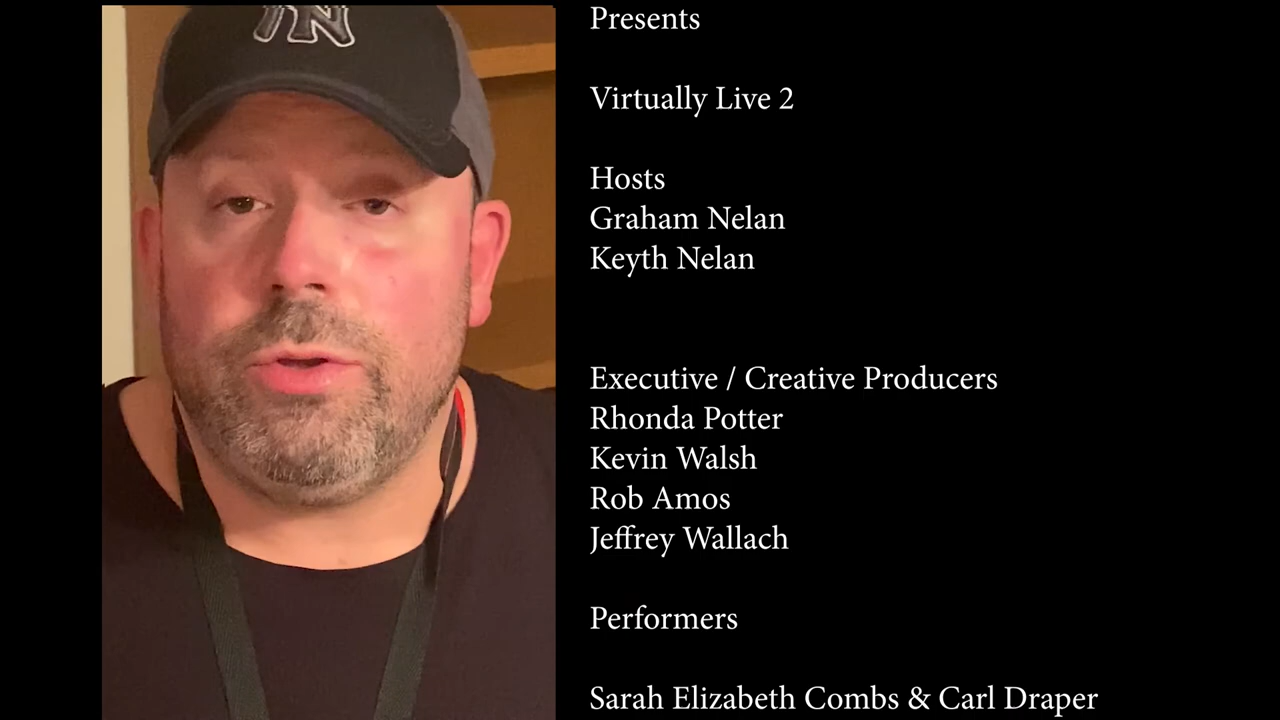 NY
Presents
Virtually Live 2
Hosts
Graham Nelan
Keyth Nelan
Executive / Creative Producers
Rhonda Potter
Kevin Walsh
Rob Amos
Jeffrey Wallach
Performers
Sarah Elizabeth Combs & Carl Draper